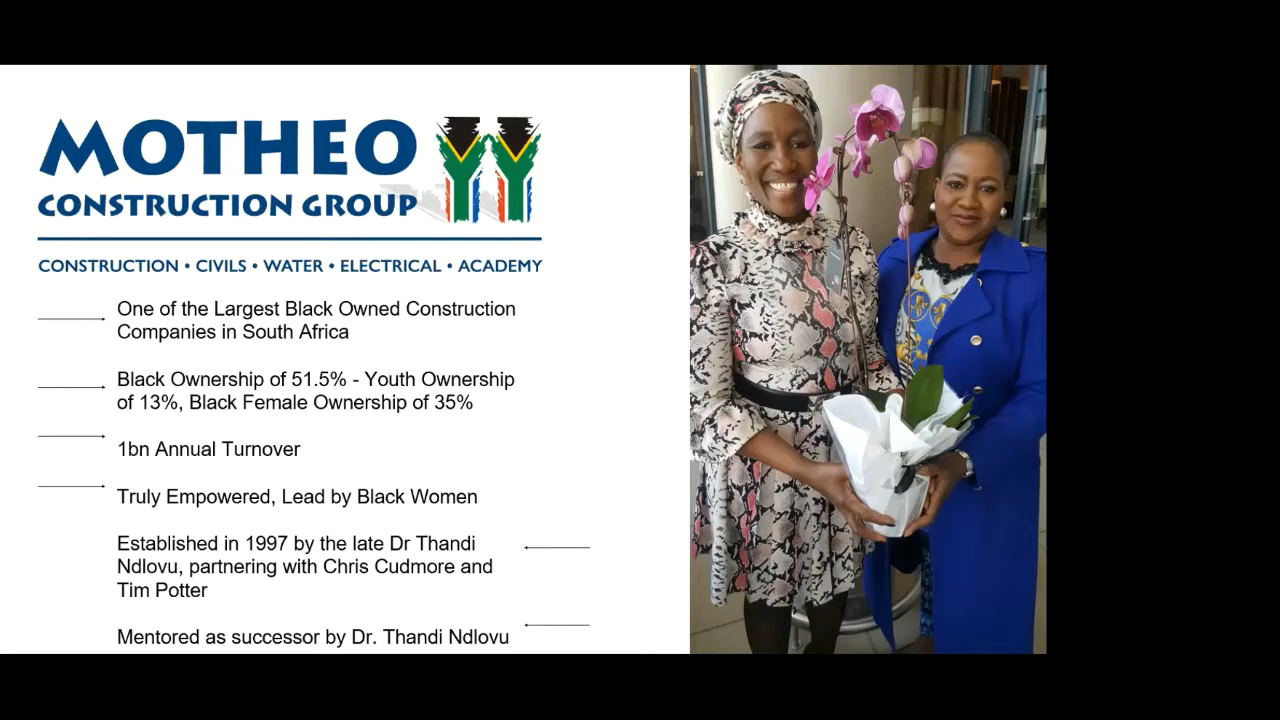 MOTHEO
CONSTRUCTION GROUP
CONSTRUCTION • CIVILS • WATER • ELECTRICAL • ACADEMY
One of the Largest Black Owned Construction
Companies in South Africa
Black Ownership of 51.5% - Youth Ownership
of 13%, Black Female Ownership of 35%
1bn Annual Turnover
Truly Empowered, Lead by Black Women
Established in 1997 by the late Dr Thandi
Ndlovu, partnering with Chris Cudmore and
Tim Potter
Mentored as successor by Dr. Thandi Ndlovu